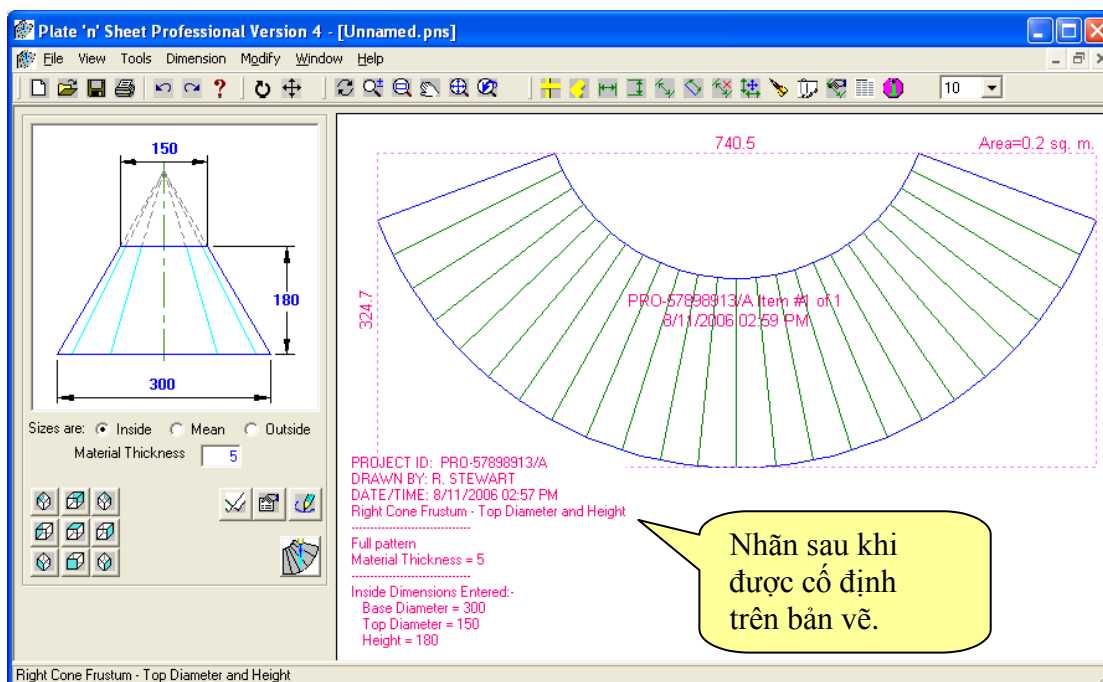 Plate 'n' Sheet Professional Version 4 - [Unnamed.pns]
File View Tools Dimension Modify Window Help
10
150
180
300
Sizes are: Inside Mean Outside
Material Thickness 5
740.5
Area=0.2 sq. m.
324.7
PRO-57898913/A Item #1 of 1
8/11/2006 02:59 PM
PROJECT ID: PRO-57898913/A
DRAWN BY: R. STEWART
DATE/TIME: 8/11/2006 02:57 PM
Right Cone Frustum - Top Diameter and Height
--------------------------------
Full pattern
Material Thickness = 5
--------------------------------
Inside Dimensions Entered:-
Base Diameter = 300
Top Diameter = 150
Height = 180
Nhãn sau khi
được cố định
trên bản vẽ.
Right Cone Frustum - Top Diameter and Height